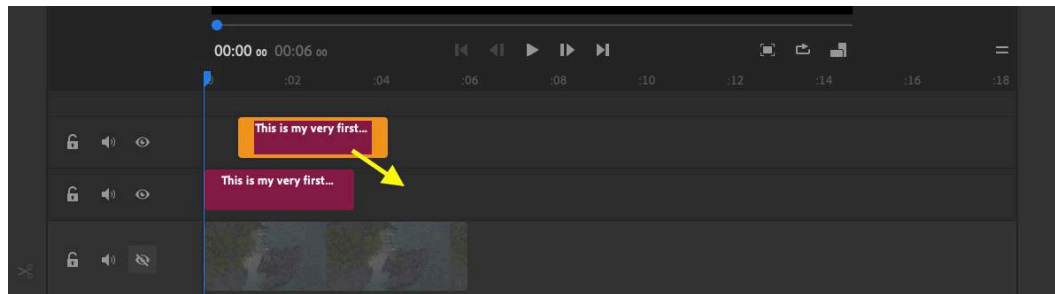 00:00 00 00:06 00
:02 :04 :06 :08 :10 :12 :14 :16 :18
This is my very first...
This is my very first...